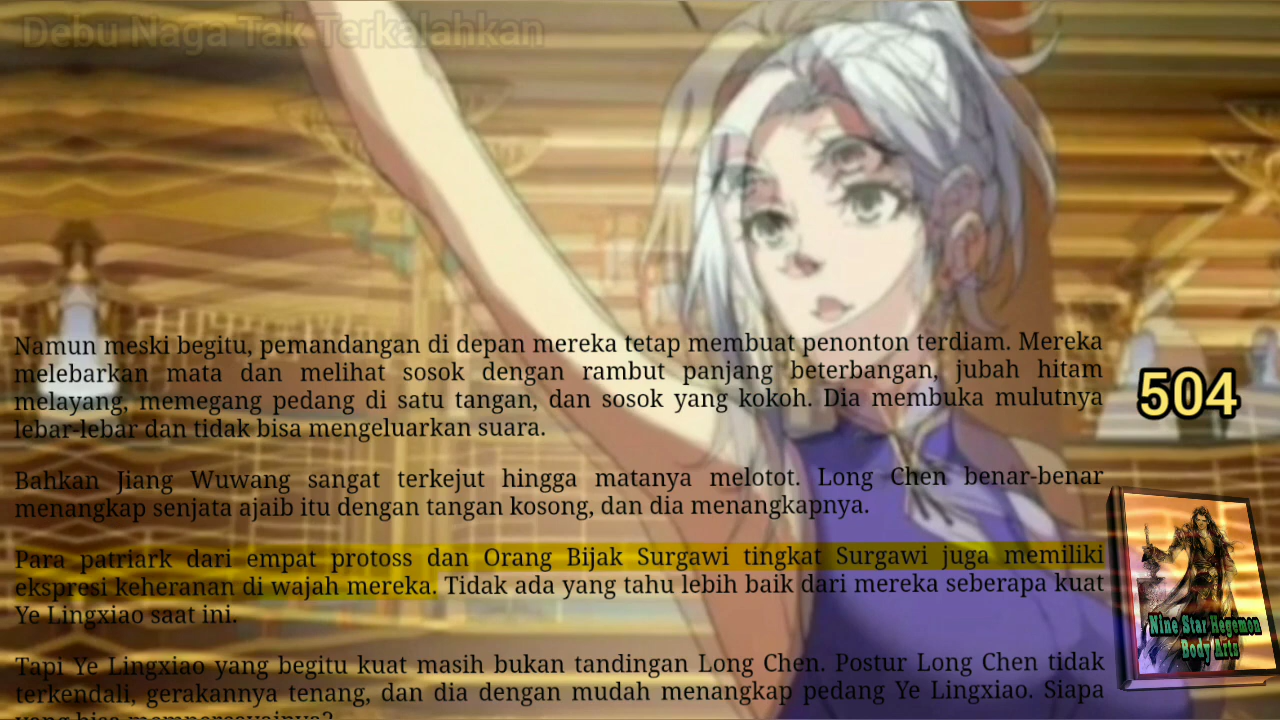 Debu Naga Tak Terkalahkan
Namun meski begitu, pemandangan di depan mereka tetap membuat penonton terdiam. Mereka
melebarkan mata dan melihat sosok dengan rambut panjang beterbangan, jubah hitam
melayang, memegang pedang di satu tangan, dan sosok yang kokoh. Dia membuka mulutnya
lebar-lebar dan tidak bisa mengeluarkan suara.
504
Bahkan Jiang Wuwang sangat terkejut hingga matanya melotot. Long Chen benar-benar
menangkap senjata ajaib itu dengan tangan kosong, dan dia menangkapnya.
Para patriark dari empat protoss dan Orang Bijak Surgawi tingkat Surgawi juga memiliki
ekspresi keheranan di wajah mereka. Tidak ada yang tahu lebih baik dari mereka seberapa kuat
Ye Lingxiao saat ini.
Nine Star Hegemon
Body Arts
Tapi Ye Lingxiao yang begitu kuat masih bukan tandingan Long Chen. Postur Long Chen tidak
terkendali, gerakannya tenang, dan dia dengan mudah menangkap pedang Ye Lingxiao. Siapa
yang bisa mempercayainya?